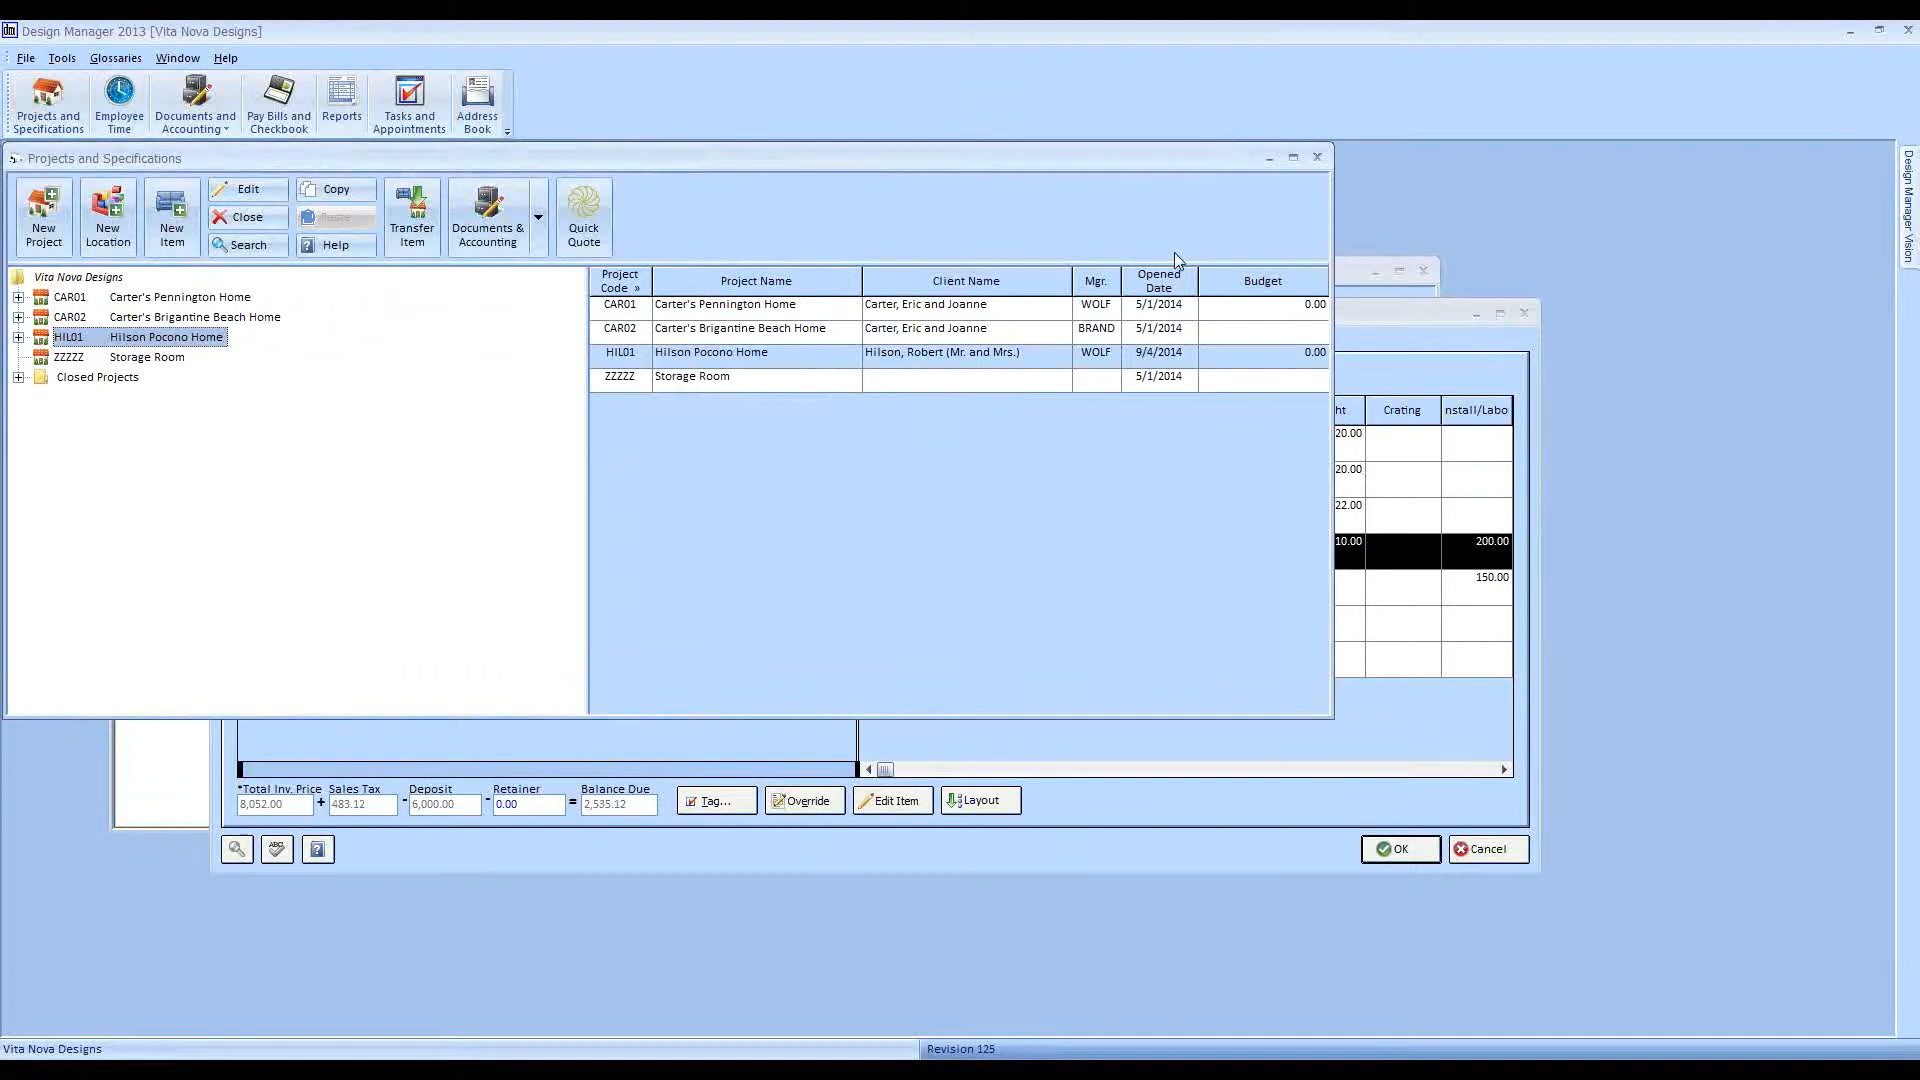 dm Design Manager 2013 [Vita Nova Designs]
File Tools Glossaries Window Help
Projects and Specifications
Employee Time
Documents and Accounting
Pay Bills and Checkbook
Reports
Tasks and Appointments
Address Book
Design Manager Vision
Projects and Specifications
New Project
New Location
New Item
Edit
Close
Search
Copy
Help
Transfer Item
Documents & Accounting
Quick Quote
Vita Nova Designs
CAR01 Carter's Pennington Home
CAR02 Carter's Brigantine Beach Home
HIL01 Hilson Pocono Home
ZZZZZ Storage Room
Closed Projects
Project Code » Project Name Client Name Mgr. Opened Date Budget
CAR01 Carter's Pennington Home Carter, Eric and Joanne WOLF 5/1/2014 0.00
CAR02 Carter's Brigantine Beach Home Carter, Eric and Joanne BRAND 5/1/2014
HIL01 Hilson Pocono Home Hilson, Robert (Mr. and Mrs.) WOLF 9/4/2014 0.00
ZZZZZ Storage Room 5/1/2014
ht Crating nstall/Labo
20.00
20.00
22.00
10.00 200.00
150.00
*Total Inv. Price Sales Tax Deposit Retainer Balance Due
8,052.00 + 483.12 - 6,000.00 - 0.00 = 2,535.12
Tag... Override Edit Item Layout
ABC
OK Cancel
Vita Nova Designs Revision 125